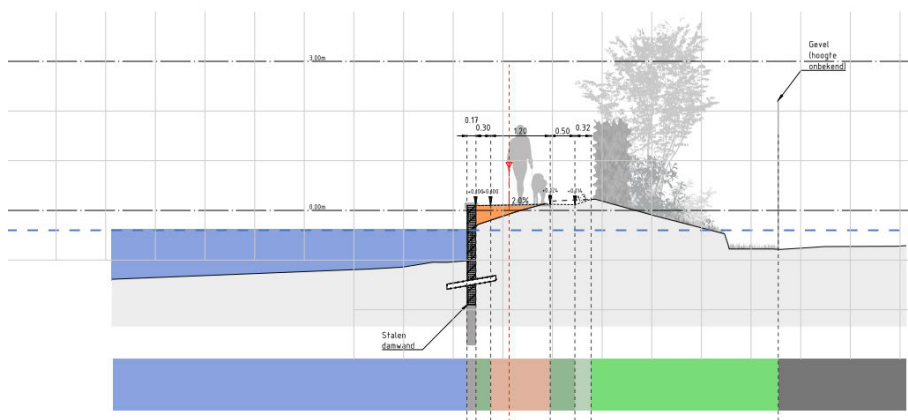 Gevel
(hoogte
onbekend)
3.00m
0.17
0.30
1.20
0.50
0.32
0.00m
2.0%
Stalen
damwand